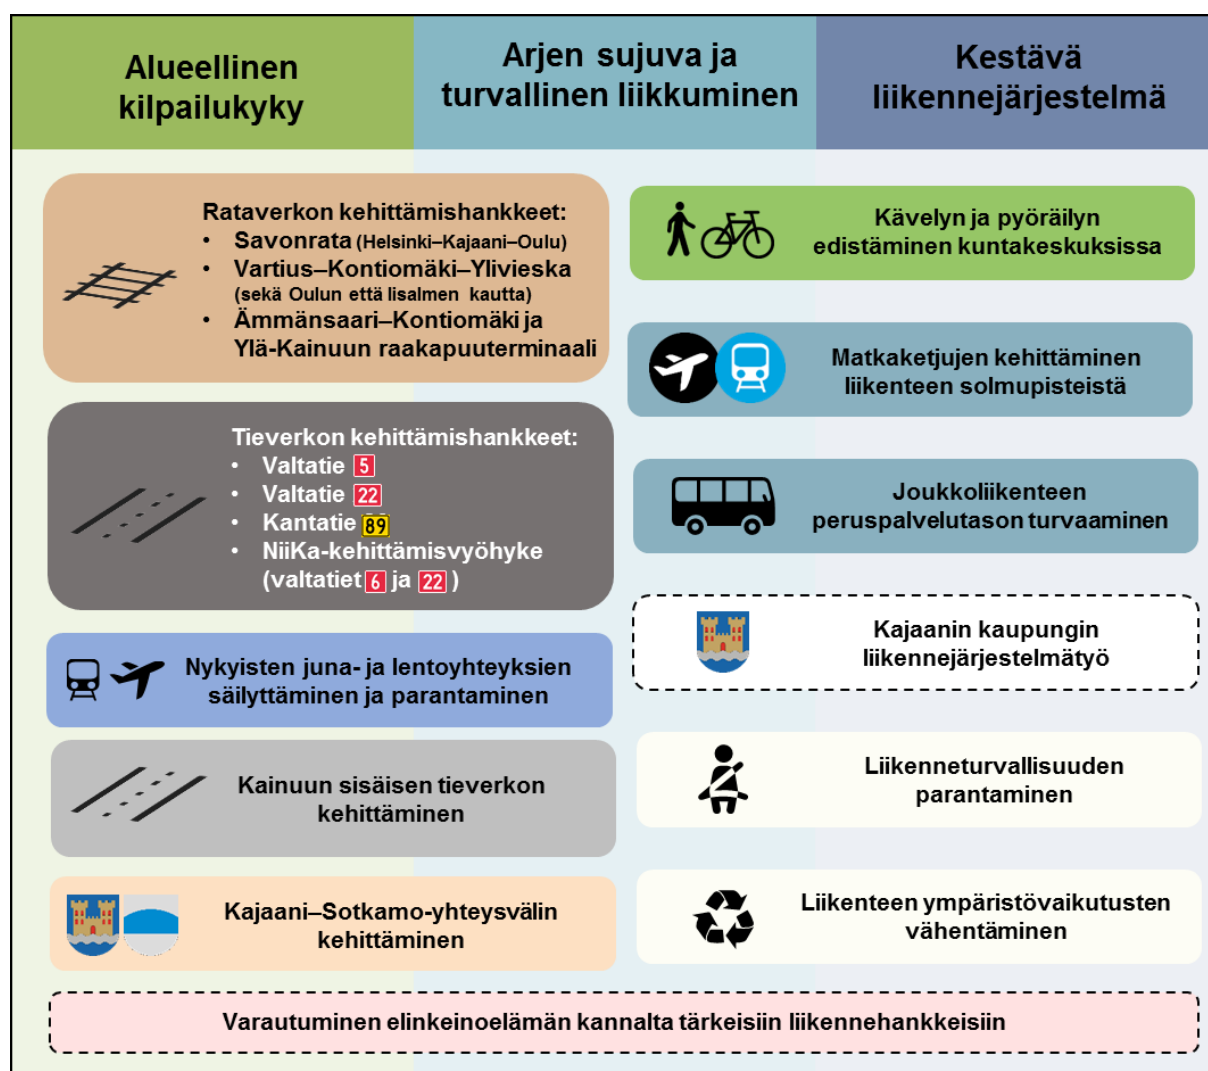 Alueellinen
kilpailukyky
Arjen sujuva ja
turvallinen liikkuminen
Kestävä
liikennejärjestelmä
Rataverkon kehittämishankkeet:
• Savonrata (Helsinki–Kajaani–Oulu)
• Vartius–Kontiomäki–Ylivieska
(sekä Oulun että Iisalmen kautta)
• Ämmänsaari–Kontiomäki ja
Ylä-Kainuun raakapuuterminaali
Tieverkon kehittämishankkeet:
• Valtatie 5
• Valtatie 22
• Kantatie 89
• NiiKa-kehittämisvyöhyke
(valtatiet 6 ja 22 )
Nykyisten juna- ja lentoyhteyksien
säilyttäminen ja parantaminen
Kainuun sisäisen tieverkon
kehittäminen
Kajaani–Sotkamo-yhteysvälin
kehittäminen
Kävelyn ja pyöräilyn
edistäminen kuntakeskuksissa
Matkaketjujen kehittäminen
liikenteen solmupisteistä
Joukkoliikenteen
peruspalvelutason turvaaminen
Kajaanin kaupungin
liikennejärjestelmätyö
Liikenneturvallisuuden
parantaminen
Liikenteen ympäristövaikutusten
vähentäminen
Varautuminen elinkeinoelämän kannalta tärkeisiin liikennehankkeisiin